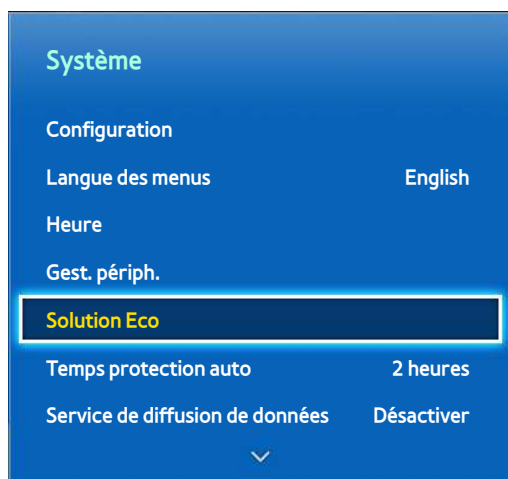 Système
Configuration
Langue des menus English
Heure
Gest. périph.
Solution Eco
Temps protection auto 2 heures
Service de diffusion de données Désactiver